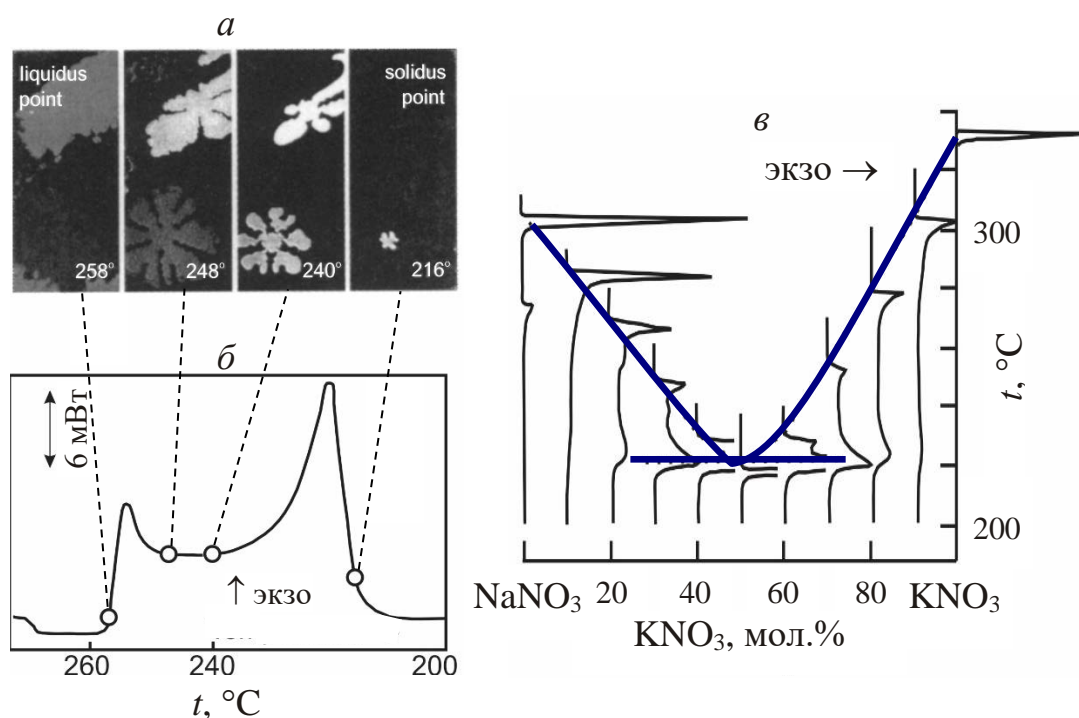 а
liquidus
point
solidus
point
258°
248°
240°
216°
б
6 мВт
↑ экзо
260
240
200
t, °C
в
экзо →
300
200
t, °C
NaNO₃
20
40
60
80
KNO₃
KNO₃, мол.%